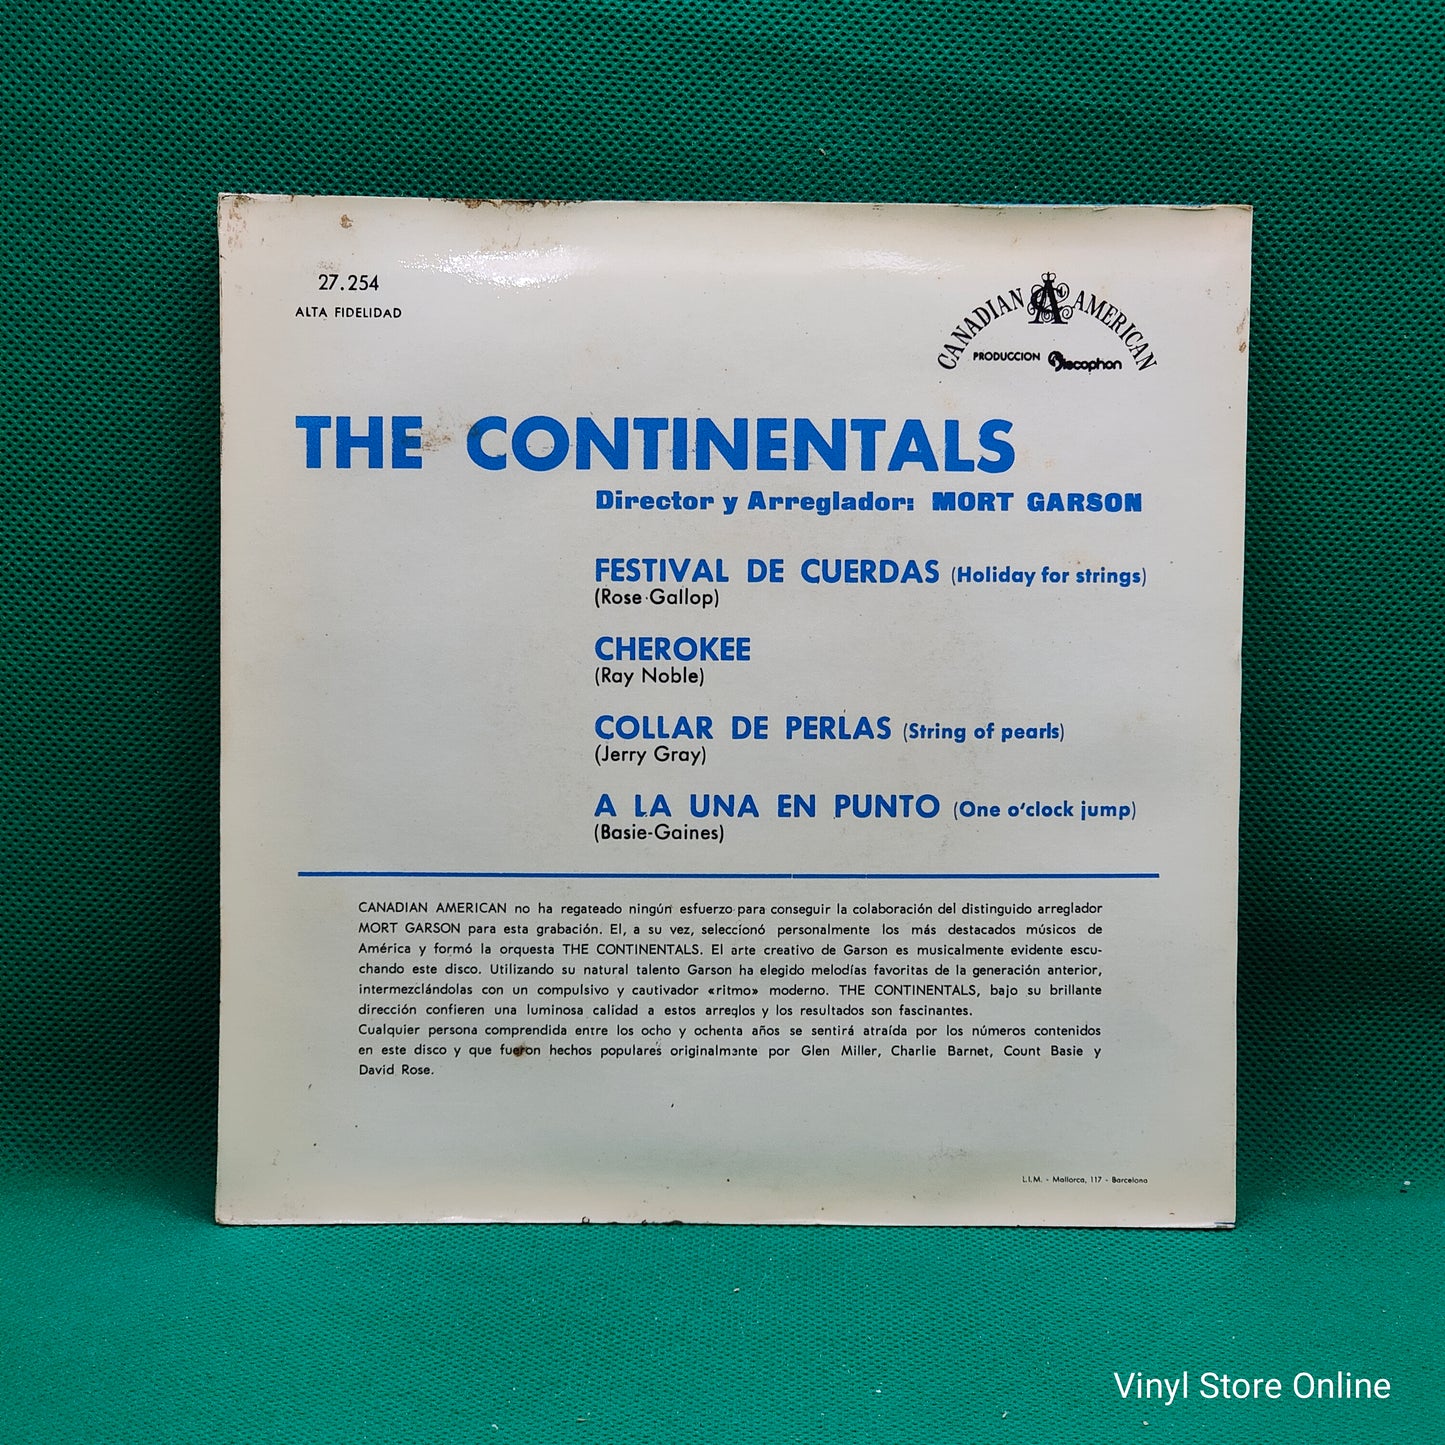 27.254
ALTA FIDELIDAD
CANADIAN A AMERICAN
PRODUCCION Discophon
THE CONTINENTALS
Director y Arreglador: MORT GARSON
FESTIVAL DE CUERDAS (Holiday for strings)
(Rose-Gallop)
CHEROKEE
(Ray Noble)
COLLAR DE PERLAS (String of pearls)
(Jerry Gray)
A LA UNA EN PUNTO (One o'clock jump)
(Basie-Gaines)
CANADIAN AMERICAN no ha regateado ningún esfuerzo para conseguir la colaboración del distinguido arreglador
MORT GARSON para esta grabación. El, a su vez, seleccionó personalmente los más destacados músicos de
América y formó la orquesta THE CONTINENTALS. El arte creativo de Garson es musicalmente evidente escu-
chando este disco. Utilizando su natural talento Garson ha elegido melodías favoritas de la generación anterior,
intermezclándolas con un compulsivo y cautivador «ritmo» moderno. THE CONTINENTALS, bajo su brillante
dirección confieren una luminosa calidad a estos arreglos y los resultados son fascinantes.
Cualquier persona comprendida entre los ocho y ochenta años se sentirá atraída por los números contenidos
en este disco y que fueron hechos populares originalmente por Glen Miller, Charlie Barnet, Count Basie y
David Rose.
L.I.M. - Mallorca, 117 - Barcelona
Vinyl Store Online